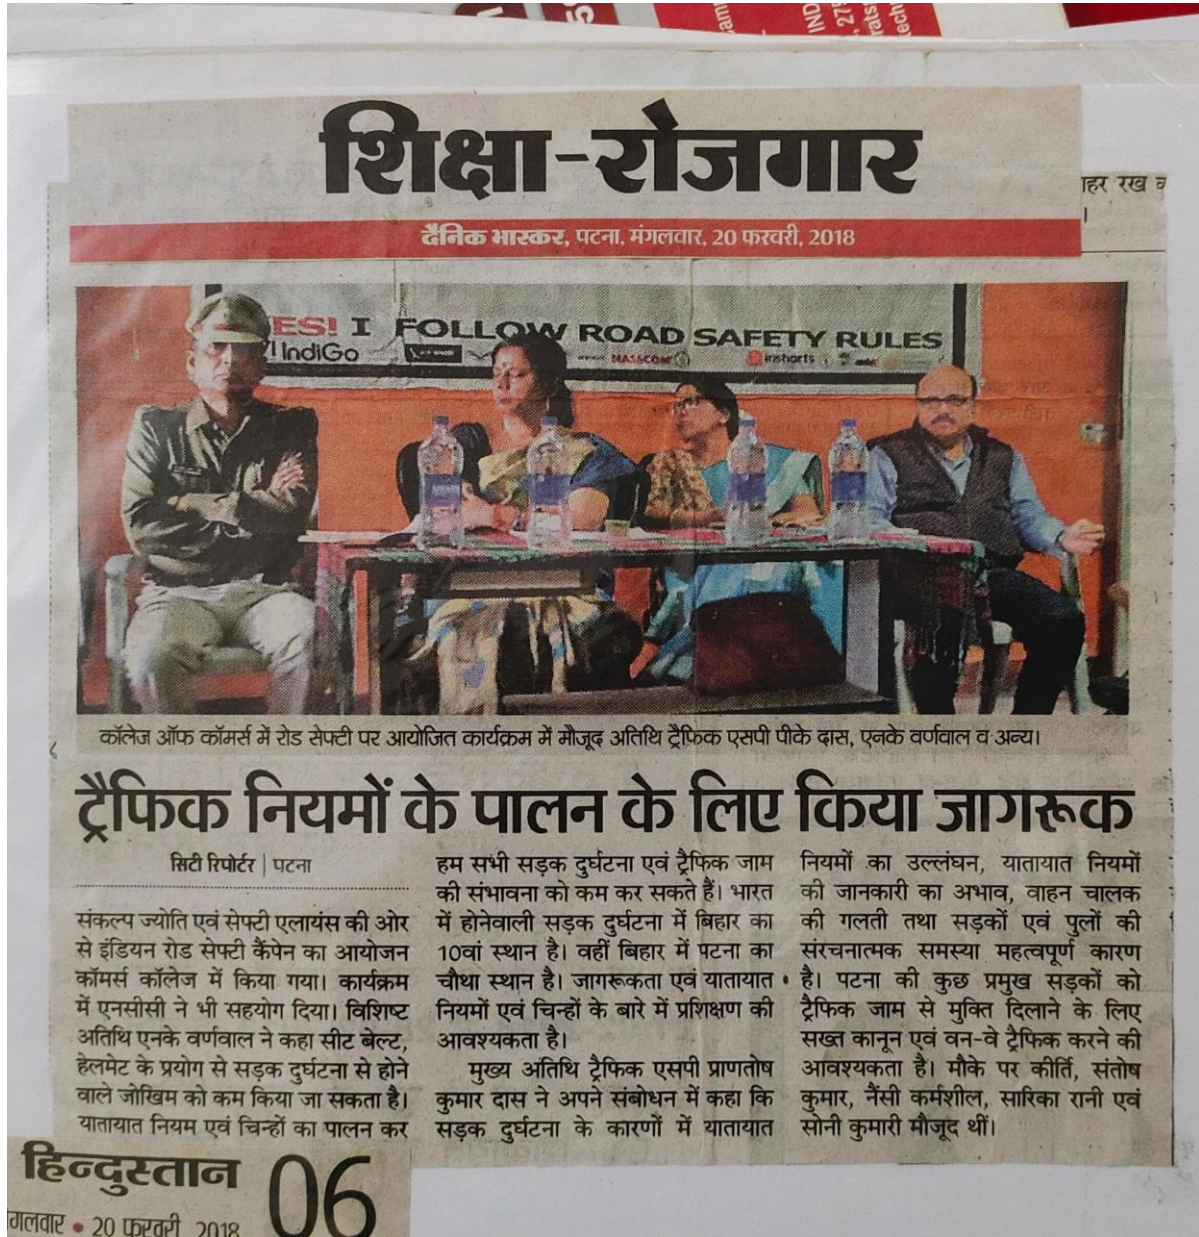 INDI
शिक्षा-रोजगार
ाहर रख व
दैनिक भास्कर, पटना, मंगलवार, 20 फरवरी, 2018
ES! I FOLLOW ROAD SAFETY RULES
IndiGo
NASSCOM
inshorts
कॉलेज ऑफ कॉमर्स में रोड सेफ्टी पर आयोजित कार्यक्रम में मौजूद अतिथि ट्रैफिक एसपी पीके दास, एनके वर्णवाल व अन्य।
ट्रैफिक नियमों के पालन के लिए किया जागरूक
सिटी रिपोर्टर | पटना
संकल्प ज्योति एवं सेफ्टी एलायंस की ओर
से इंडियन रोड सेफ्टी कैंपेन का आयोजन
कॉमर्स कॉलेज में किया गया। कार्यक्रम
में एनसीसी ने भी सहयोग दिया। विशिष्ट
अतिथि एनके वर्णवाल ने कहा सीट बेल्ट,
हेलमेट के प्रयोग से सड़क दुर्घटना से होने
वाले जोखिम को कम किया जा सकता है।
यातायात नियम एवं चिन्हों का पालन कर
हम सभी सड़क दुर्घटना एवं ट्रैफिक जाम
की संभावना को कम कर सकते हैं। भारत
में होनेवाली सड़क दुर्घटना में बिहार का
10वां स्थान है। वहीं बिहार में पटना का
चौथा स्थान है। जागरूकता एवं यातायात
नियमों एवं चिन्हों के बारे में प्रशिक्षण की
आवश्यकता है।
मुख्य अतिथि ट्रैफिक एसपी प्राणतोष
कुमार दास ने अपने संबोधन में कहा कि
सड़क दुर्घटना के कारणों में यातायात
नियमों का उल्लंघन, यातायात नियमों
की जानकारी का अभाव, वाहन चालक
की गलती तथा सड़कों एवं पुलों की
संरचनात्मक समस्या महत्वपूर्ण कारण
है। पटना की कुछ प्रमुख सड़कों को
ट्रैफिक जाम से मुक्ति दिलाने के लिए
सख्त कानून एवं वन-वे ट्रैफिक करने की
आवश्यकता है। मौके पर कीर्ति, संतोष
कुमार, नैंसी कर्मशील, सारिका रानी एवं
सोनी कुमारी मौजूद थीं।
हिन्दुस्तान
06
गलवार • 20 फरवरी 2018